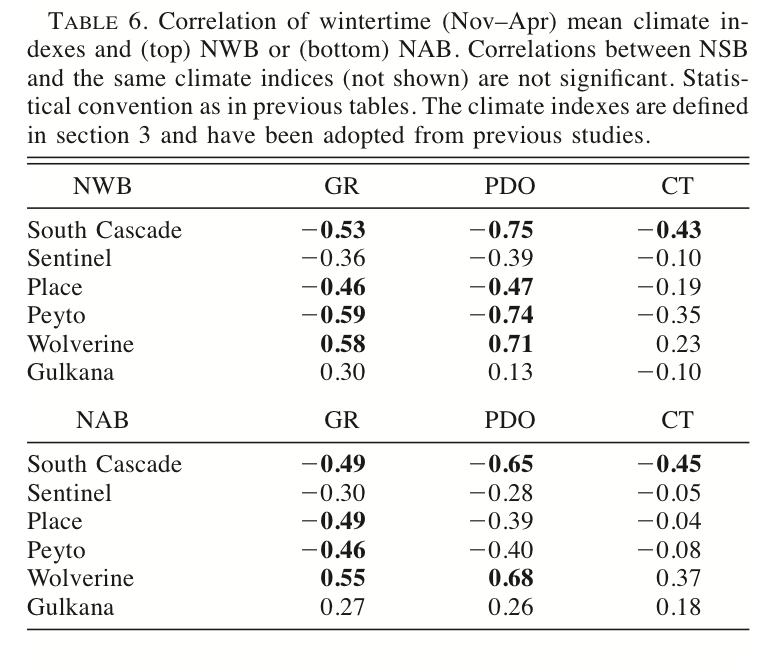 TABLE 6. Correlation of wintertime (Nov–Apr) mean climate in-
dexes and (top) NWB or (bottom) NAB. Correlations between NSB
and the same climate indices (not shown) are not significant. Statis-
tical convention as in previous tables. The climate indexes are defined
in section 3 and have been adopted from previous studies.
NWB GR PDO CT
South Cascade −0.53 −0.75 −0.43
Sentinel −0.36 −0.39 −0.10
Place −0.46 −0.47 −0.19
Peyto −0.59 −0.74 −0.35
Wolverine 0.58 0.71 0.23
Gulkana 0.30 0.13 −0.10
NAB GR PDO CT
South Cascade −0.49 −0.65 −0.45
Sentinel −0.30 −0.28 −0.05
Place −0.49 −0.39 −0.04
Peyto −0.46 −0.40 −0.08
Wolverine 0.55 0.68 0.37
Gulkana 0.27 0.26 0.18